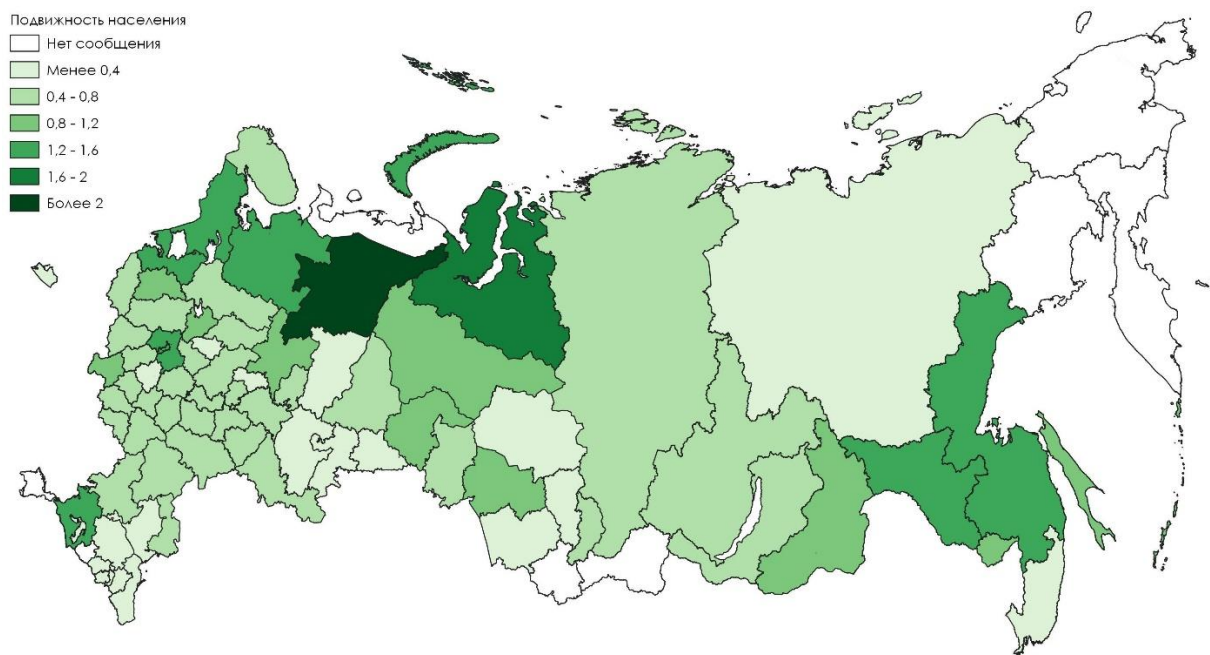 Подвижность населения
Нет сообщения
Менее 0,4
0,4 - 0,8
0,8 - 1,2
1,2 - 1,6
1,6 - 2
Более 2